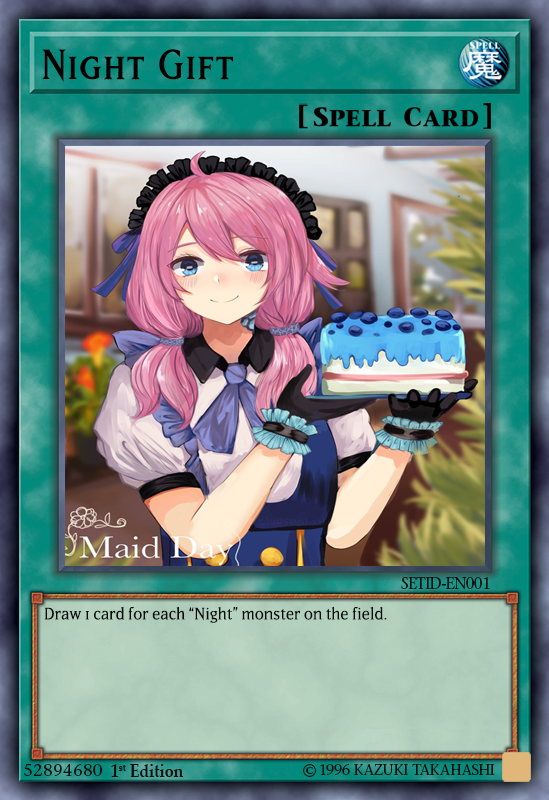 Night Gift
SPELL
魔
[Spell Card]
Maid Day
SETID-EN001
Draw 1 card for each “Night” monster on the field.
52894680 1st Edition © 1996 KAZUKI TAKAHASHI